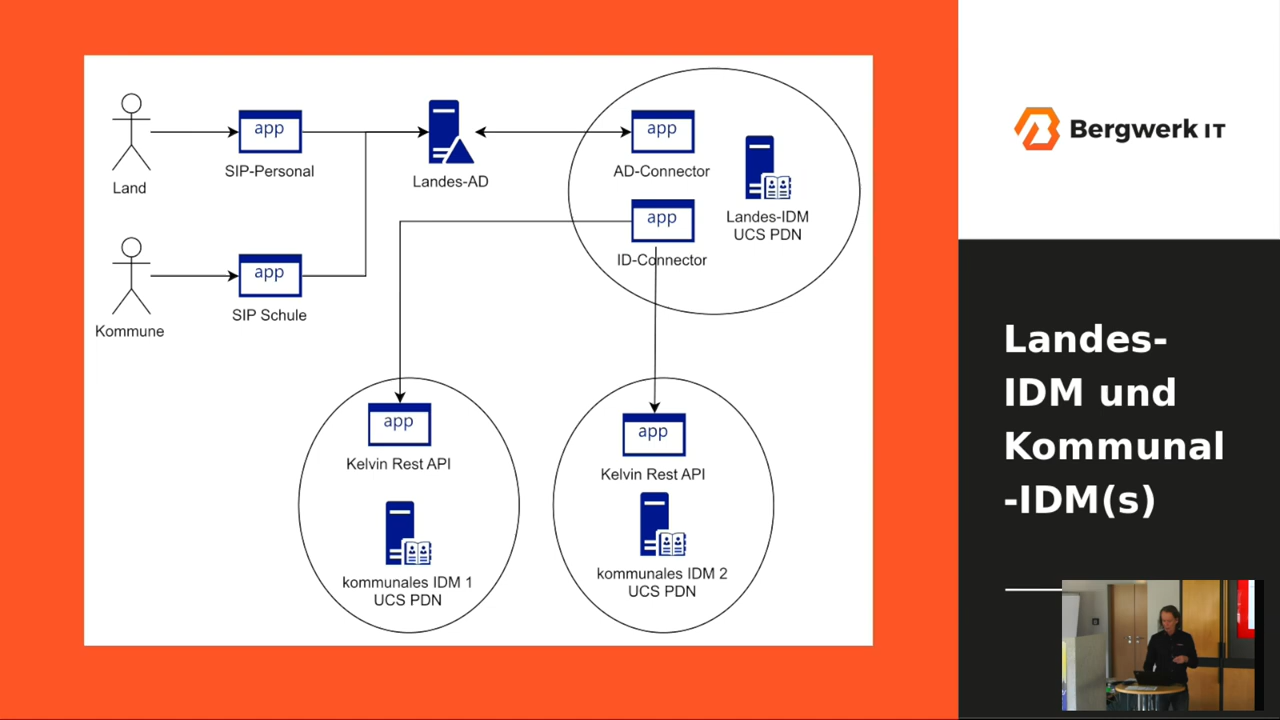 app
SIP-Personal
Land
Landes-AD
app
AD-Connector
Landes-IDM
UCS PDN
app
ID-Connector
app
SIP Schule
Kommune
app
Kelvin Rest API
kommunales IDM 1
UCS PDN
app
Kelvin Rest API
kommunales IDM 2
UCS PDN
Bergwerk IT
Landes-
IDM und
Kommunal
-IDM(s)